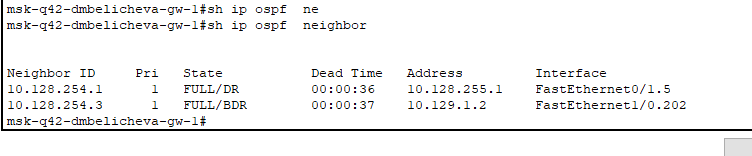 msk-q42-dmbelicheva-gw-1#sh ip ospf  ne
msk-q42-dmbelicheva-gw-1#sh ip ospf  neighbor
Neighbor ID     Pri   State           Dead Time   Address         Interface
10.128.254.1      1   FULL/DR         00:00:36    10.128.255.1    FastEthernet0/1.5
10.128.254.3      1   FULL/BDR        00:00:37    10.129.1.2      FastEthernet1/0.202
msk-q42-dmbelicheva-gw-1#